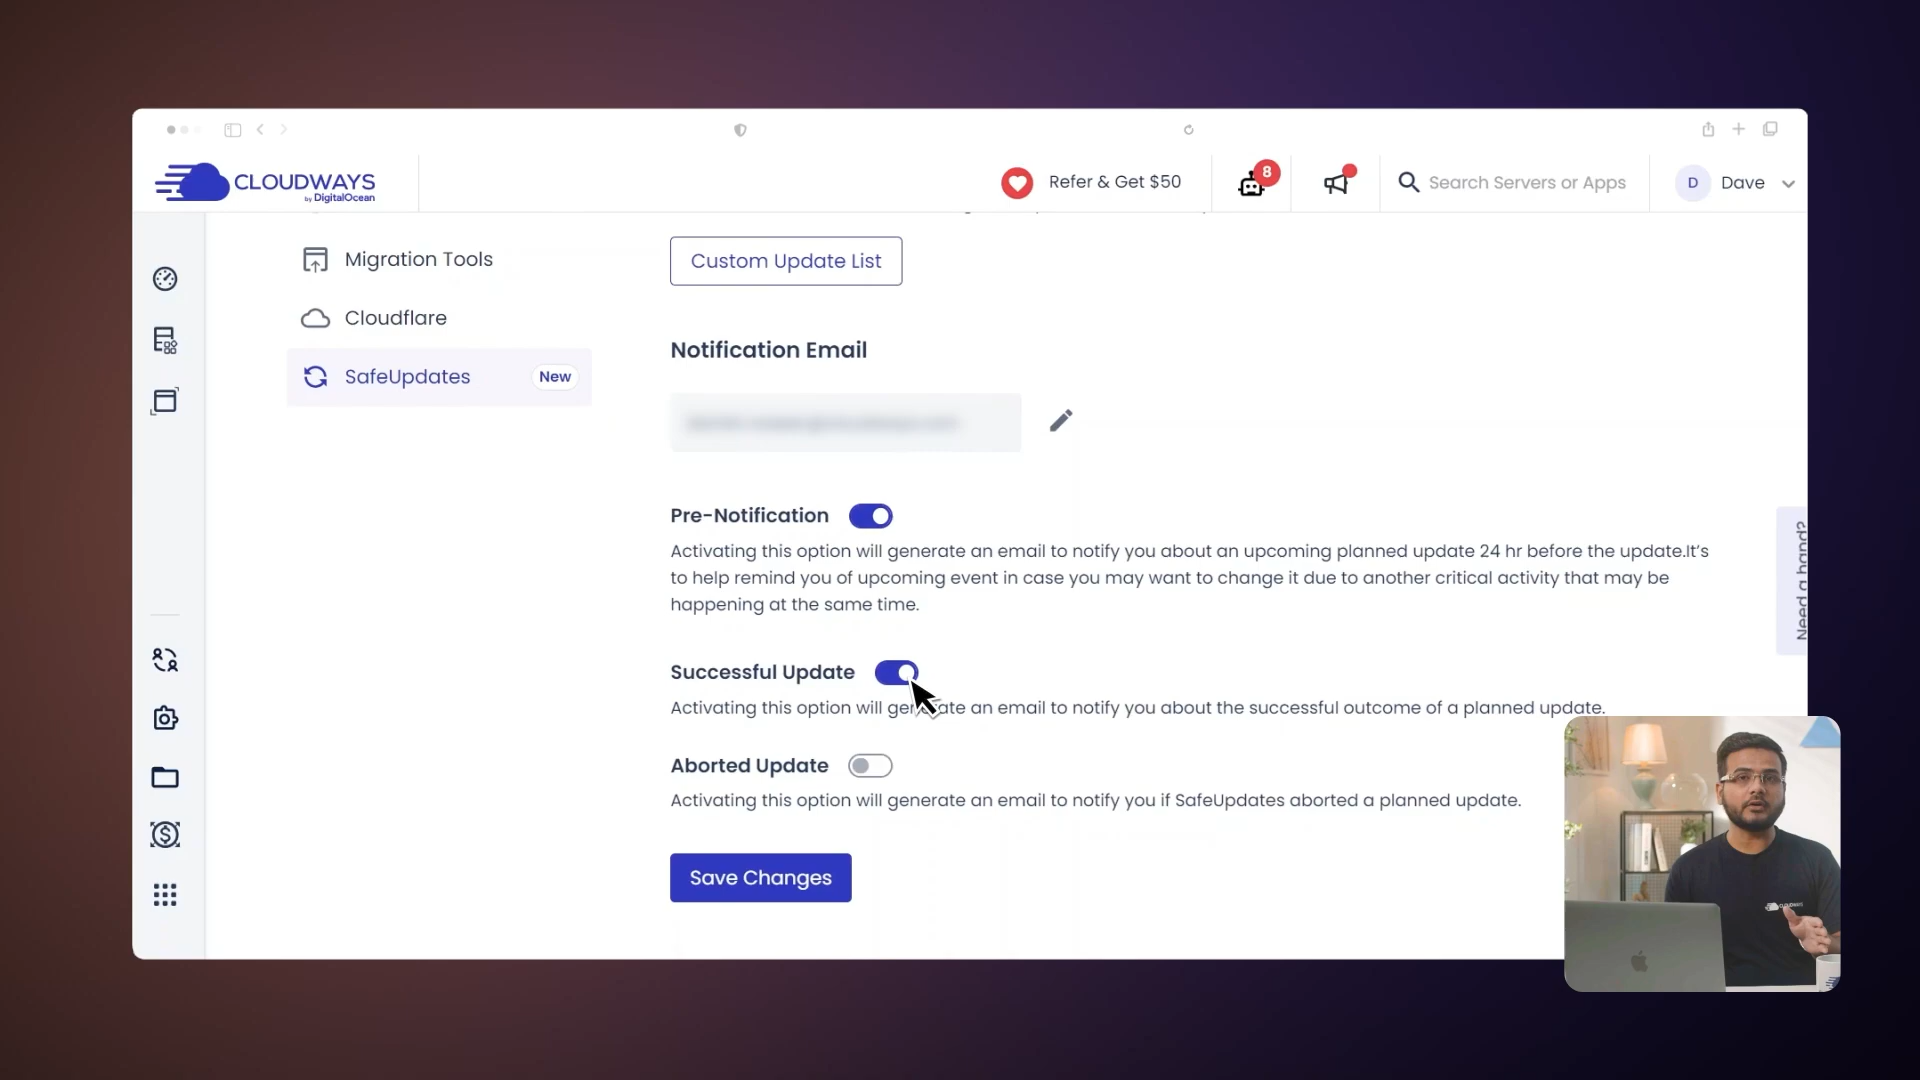 CLOUDWAYS
by DigitalOcean
Refer & Get $50
8
Search Servers or Apps
D
Dave
Migration Tools
Custom Update List
Cloudflare
SafeUpdates
New
Notification Email
Pre-Notification
Activating this option will generate an email to notify you about an upcoming planned update 24 hr before the update.It's
to help remind you of upcoming event in case you may want to change it due to another critical activity that may be
happening at the same time.
Need a hand?
Successful Update
Activating this option will generate an email to notify you about the successful outcome of a planned update.
Aborted Update
Activating this option will generate an email to notify you if SafeUpdates aborted a planned update.
Save Changes
CLOUDWAYS